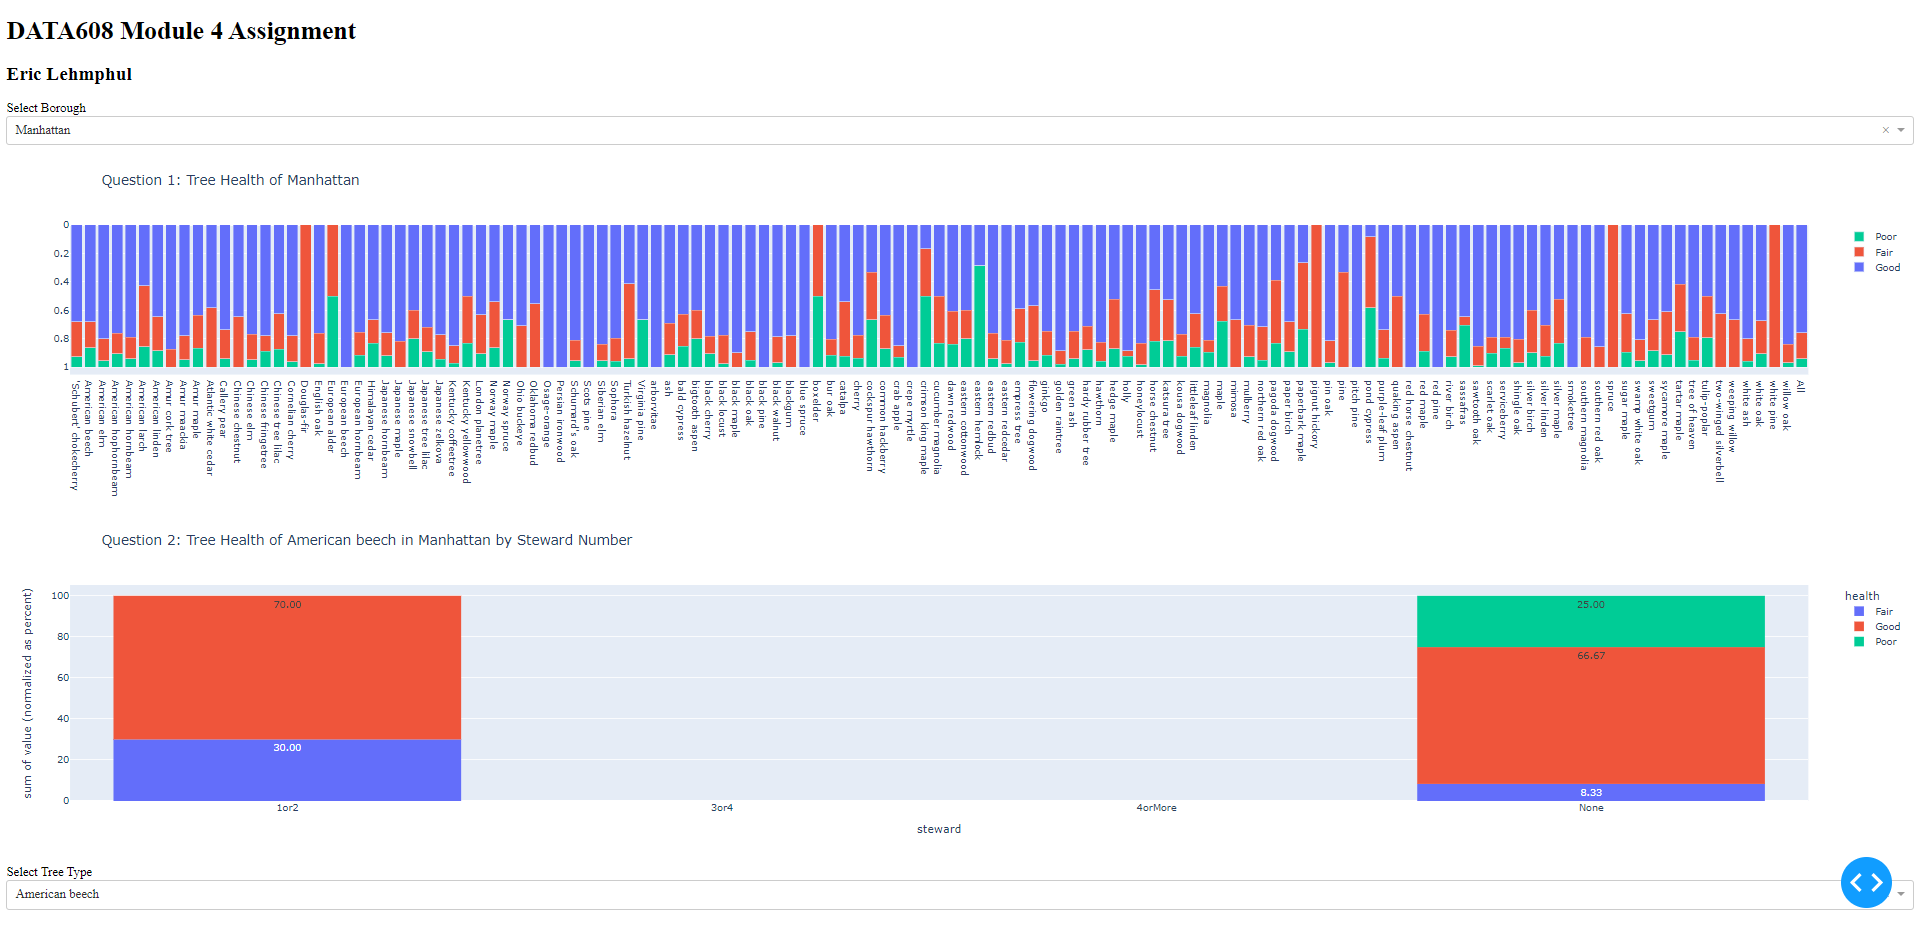 DATA608 Module 4 Assignment
Eric Lehmphul
Select Borough
Manhattan
×
Question 1: Tree Health of Manhattan
0
0.2
0.4
0.6
0.8
1
Poor
Fair
Good
'Schubert' chokecherry
American beech
American elm
American hophornbeam
American hornbeam
American larch
American linden
Amur cork tree
Amur maackia
Amur maple
Atlantic white cedar
Callery pear
Chinese chestnut
Chinese elm
Chinese fringetree
Chinese tree lilac
Cornelian cherry
Douglas-fir
English oak
European alder
European beech
European hornbeam
Himalayan cedar
Japanese hornbeam
Japanese maple
Japanese snowbell
Japanese tree lilac
Japanese zelkova
Kentucky coffeetree
Kentucky yellowwood
London planetree
Norway maple
Norway spruce
Ohio buckeye
Oklahoma redbud
Osage-orange
Persian ironwood
Schumard's oak
Scots pine
Siberian elm
Sophora
Turkish hazelnut
Virginia pine
arborvitae
ash
bald cypress
bigtooth aspen
black cherry
black locust
black maple
black oak
black pine
black walnut
blackgum
blue spruce
boxelder
bur oak
catalpa
cherry
cockspur hawthorn
common hackberry
crab apple
crepe myrtle
crimson king maple
cucumber magnolia
dawn redwood
eastern cottonwood
eastern hemlock
eastern redbud
eastern redcedar
empress tree
flowering dogwood
ginkgo
golden raintree
green ash
hardy rubber tree
hawthorn
hedge maple
holly
honeylocust
horse chestnut
katsura tree
kousa dogwood
littleleaf linden
magnolia
maple
mimosa
mulberry
northern red oak
pagoda dogwood
paper birch
paperbark maple
pignut hickory
pin oak
pine
pitch pine
pond cypress
purple-leaf plum
quaking aspen
red horse chestnut
red maple
red pine
river birch
sassafras
sawtooth oak
scarlet oak
serviceberry
shingle oak
silver birch
silver linden
silver maple
smoketree
southern magnolia
southern red oak
spruce
sugar maple
swamp white oak
sweetgum
sycamore maple
tartar maple
tree of heaven
tulip-poplar
two-winged silverbell
weeping willow
white ash
white oak
white pine
willow oak
All
Question 2: Tree Health of American beech in Manhattan by Steward Number
sum of value (normalized as percent)
100
80
60
40
20
0
70.00
30.00
25.00
66.67
8.33
health
Fair
Good
Poor
1or2
3or4
4orMore
None
steward
Select Tree Type
American beech